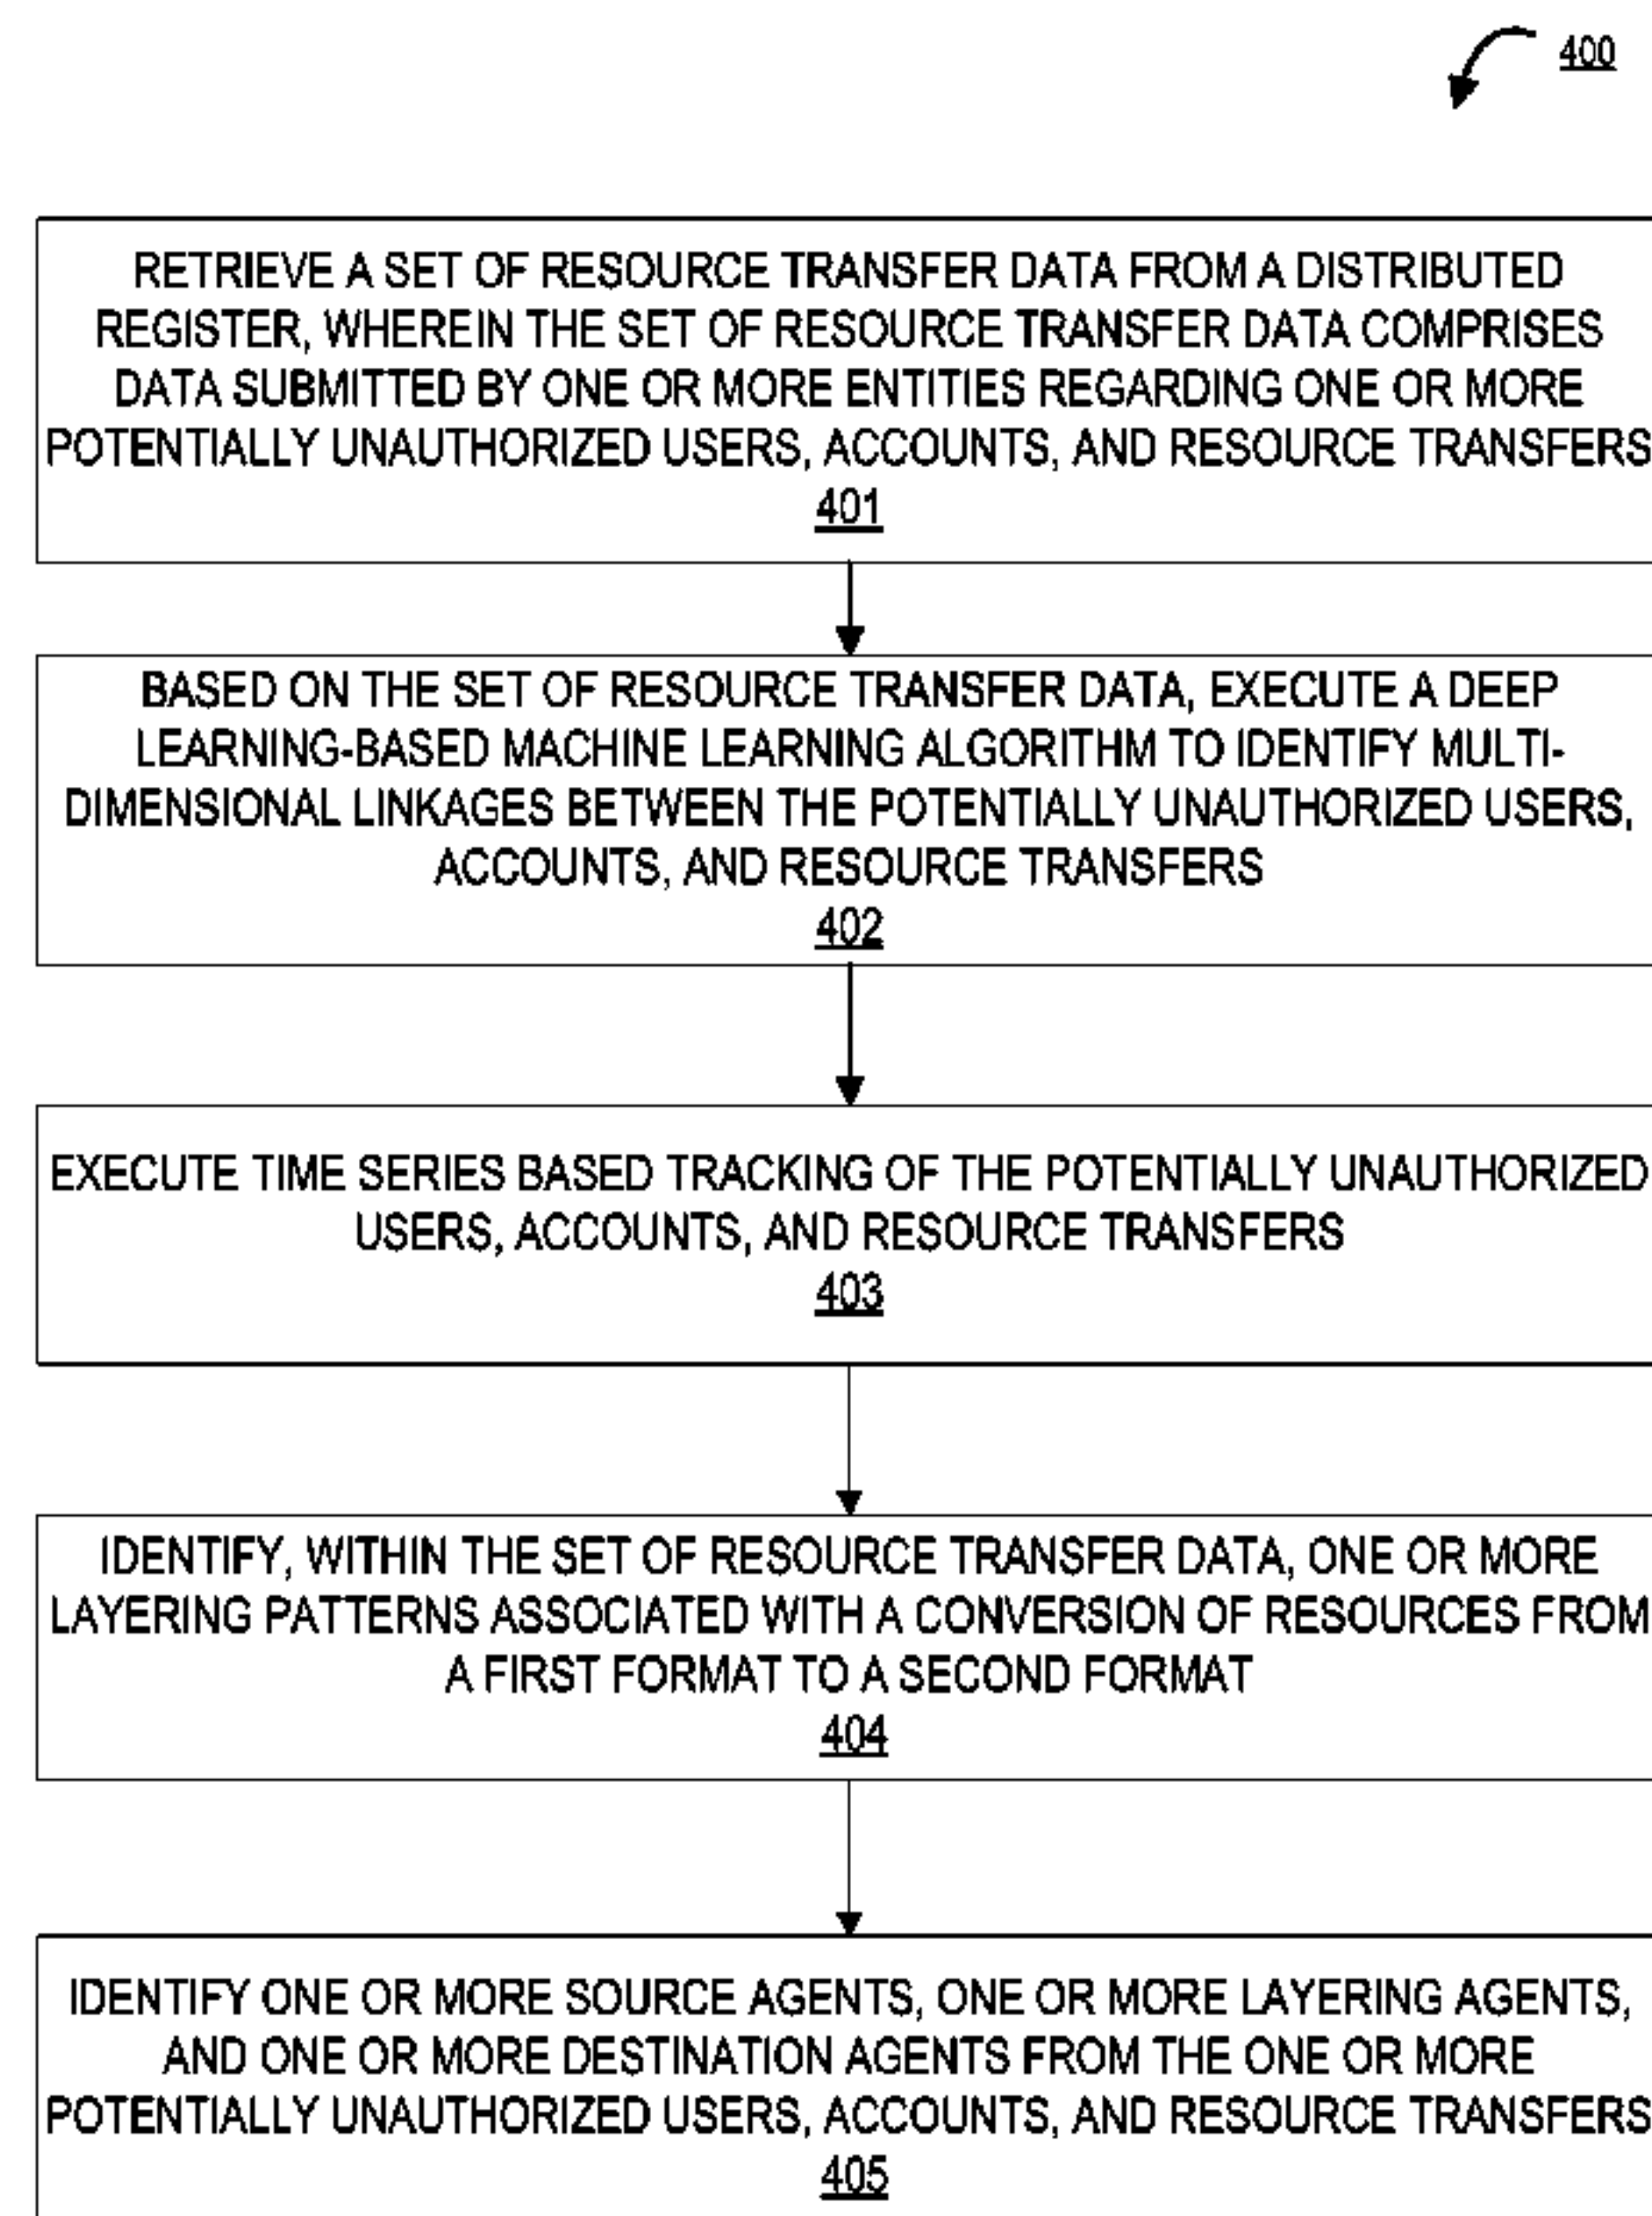 400
RETRIEVE A SET OF RESOURCE TRANSFER DATA FROM A DISTRIBUTED
REGISTER, WHEREIN THE SET OF RESOURCE TRANSFER DATA COMPRISES
DATA SUBMITTED BY ONE OR MORE ENTITIES REGARDING ONE OR MORE
POTENTIALLY UNAUTHORIZED USERS, ACCOUNTS, AND RESOURCE TRANSFERS
401
BASED ON THE SET OF RESOURCE TRANSFER DATA, EXECUTE A DEEP
LEARNING-BASED MACHINE LEARNING ALGORITHM TO IDENTIFY MULTI-
DIMENSIONAL LINKAGES BETWEEN THE POTENTIALLY UNAUTHORIZED USERS,
ACCOUNTS, AND RESOURCE TRANSFERS
402
EXECUTE TIME SERIES BASED TRACKING OF THE POTENTIALLY UNAUTHORIZED
USERS, ACCOUNTS, AND RESOURCE TRANSFERS
403
IDENTIFY, WITHIN THE SET OF RESOURCE TRANSFER DATA, ONE OR MORE
LAYERING PATTERNS ASSOCIATED WITH A CONVERSION OF RESOURCES FROM
A FIRST FORMAT TO A SECOND FORMAT
404
IDENTIFY ONE OR MORE SOURCE AGENTS, ONE OR MORE LAYERING AGENTS,
AND ONE OR MORE DESTINATION AGENTS FROM THE ONE OR MORE
POTENTIALLY UNAUTHORIZED USERS, ACCOUNTS, AND RESOURCE TRANSFERS
405